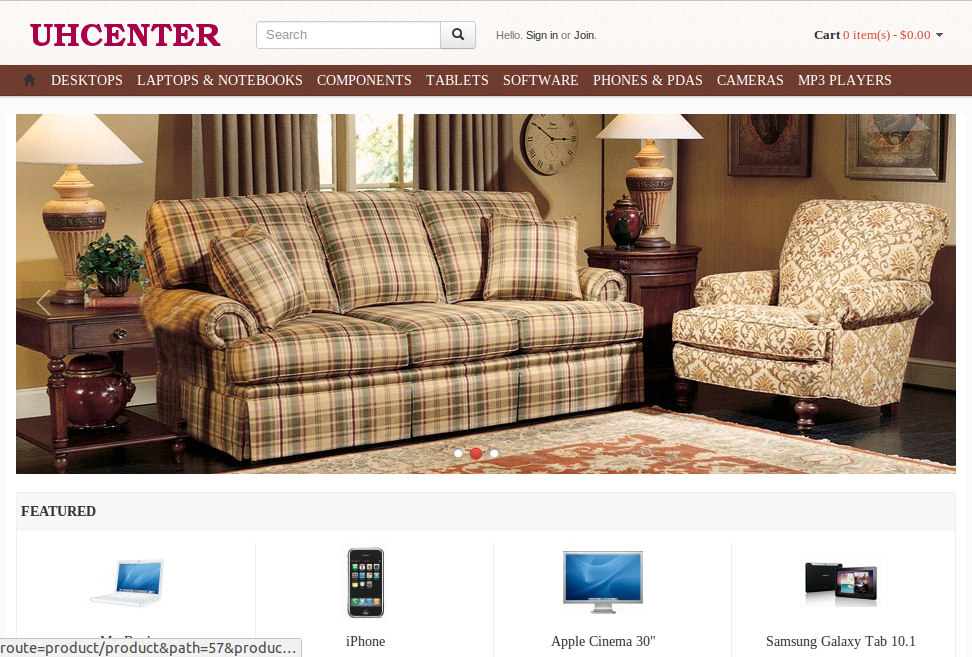 UHCENTER
Search
Hello. Sign in or Join.
Cart 0 item(s) - $0.00
DESKTOPS LAPTOPS & NOTEBOOKS COMPONENTS TABLETS SOFTWARE PHONES & PDAS CAMERAS MP3 PLAYERS
FEATURED
iPhone
Apple Cinema 30"
Samsung Galaxy Tab 10.1
route=product/product&path=57&produc...